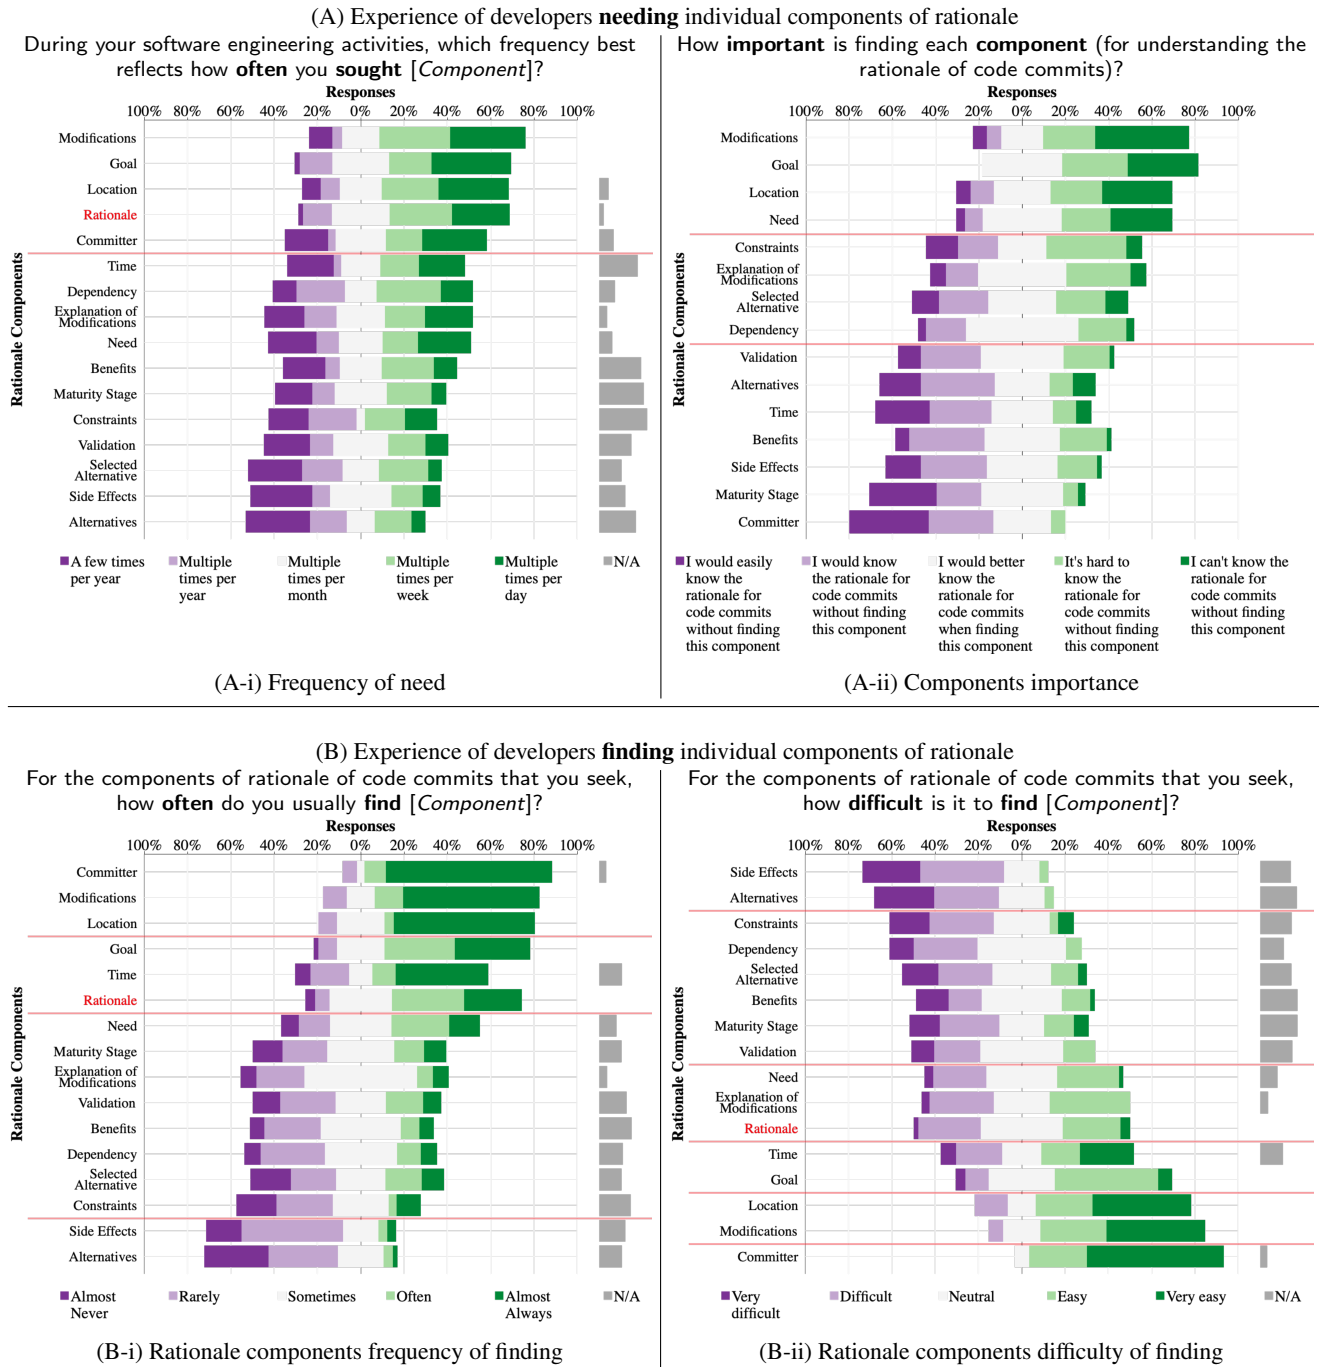 (A) Experience of developers needing individual components of rationale
During your software engineering activities, which frequency best
reflects how often you sought [Component]?
Responses
100% 80% 60% 40% 20% 0% 20% 40% 60% 80% 100%
Rationale Components
Modifications
Goal
Location
Rationale
Committer
Time
Dependency
Explanation of
Modifications
Need
Benefits
Maturity Stage
Constraints
Validation
Selected
Alternative
Side Effects
Alternatives
A few times
per year
Multiple
times per
year
Multiple
times per
month
Multiple
times per
week
Multiple
times per
day
N/A
(A-i) Frequency of need
How important is finding each component (for understanding the
rationale of code commits)?
Responses
100% 80% 60% 40% 20% 0% 20% 40% 60% 80% 100%
Rationale Components
Modifications
Goal
Location
Need
Constraints
Explanation of
Modifications
Selected
Alternative
Dependency
Validation
Alternatives
Time
Benefits
Side Effects
Maturity Stage
Committer
I would easily
know the
rationale for
code commits
without finding
this component
I would know
the rationale for
code commits
without finding
this component
I would better
know the
rationale for
code commits
when finding
this component
It's hard to
know the
rationale for
code commits
without finding
this component
I can't know the
rationale for
code commits
without finding
this component
(A-ii) Components importance
(B) Experience of developers finding individual components of rationale
For the components of rationale of code commits that you seek,
how often do you usually find [Component]?
Responses
100% 80% 60% 40% 20% 0% 20% 40% 60% 80% 100%
Rationale Components
Committer
Modifications
Location
Goal
Time
Rationale
Need
Maturity Stage
Explanation of
Modifications
Validation
Benefits
Dependency
Selected
Alternative
Constraints
Side Effects
Alternatives
Almost
Never
Rarely
Sometimes
Often
Almost
Always
N/A
(B-i) Rationale components frequency of finding
For the components of rationale of code commits that you seek,
how difficult is it to find [Component]?
Responses
100% 80% 60% 40% 20% 0% 20% 40% 60% 80% 100%
Rationale Components
Side Effects
Alternatives
Constraints
Dependency
Selected
Alternative
Benefits
Maturity Stage
Validation
Need
Explanation of
Modifications
Rationale
Time
Goal
Location
Modifications
Committer
Very
difficult
Difficult
Neutral
Easy
Very easy
N/A
(B-ii) Rationale components difficulty of finding